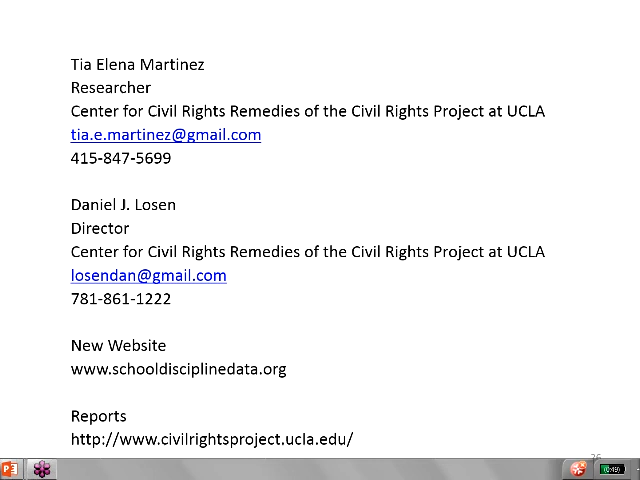 Tia Elena Martinez
Researcher
Center for Civil Rights Remedies of the Civil Rights Project at UCLA
tia.e.martinez@gmail.com
415-847-5699
Daniel J. Losen
Director
Center for Civil Rights Remedies of the Civil Rights Project at UCLA
losendan@gmail.com
781-861-1222
New Website
www.schooldisciplinedata.org
Reports
http://www.civilrightsproject.ucla.edu/